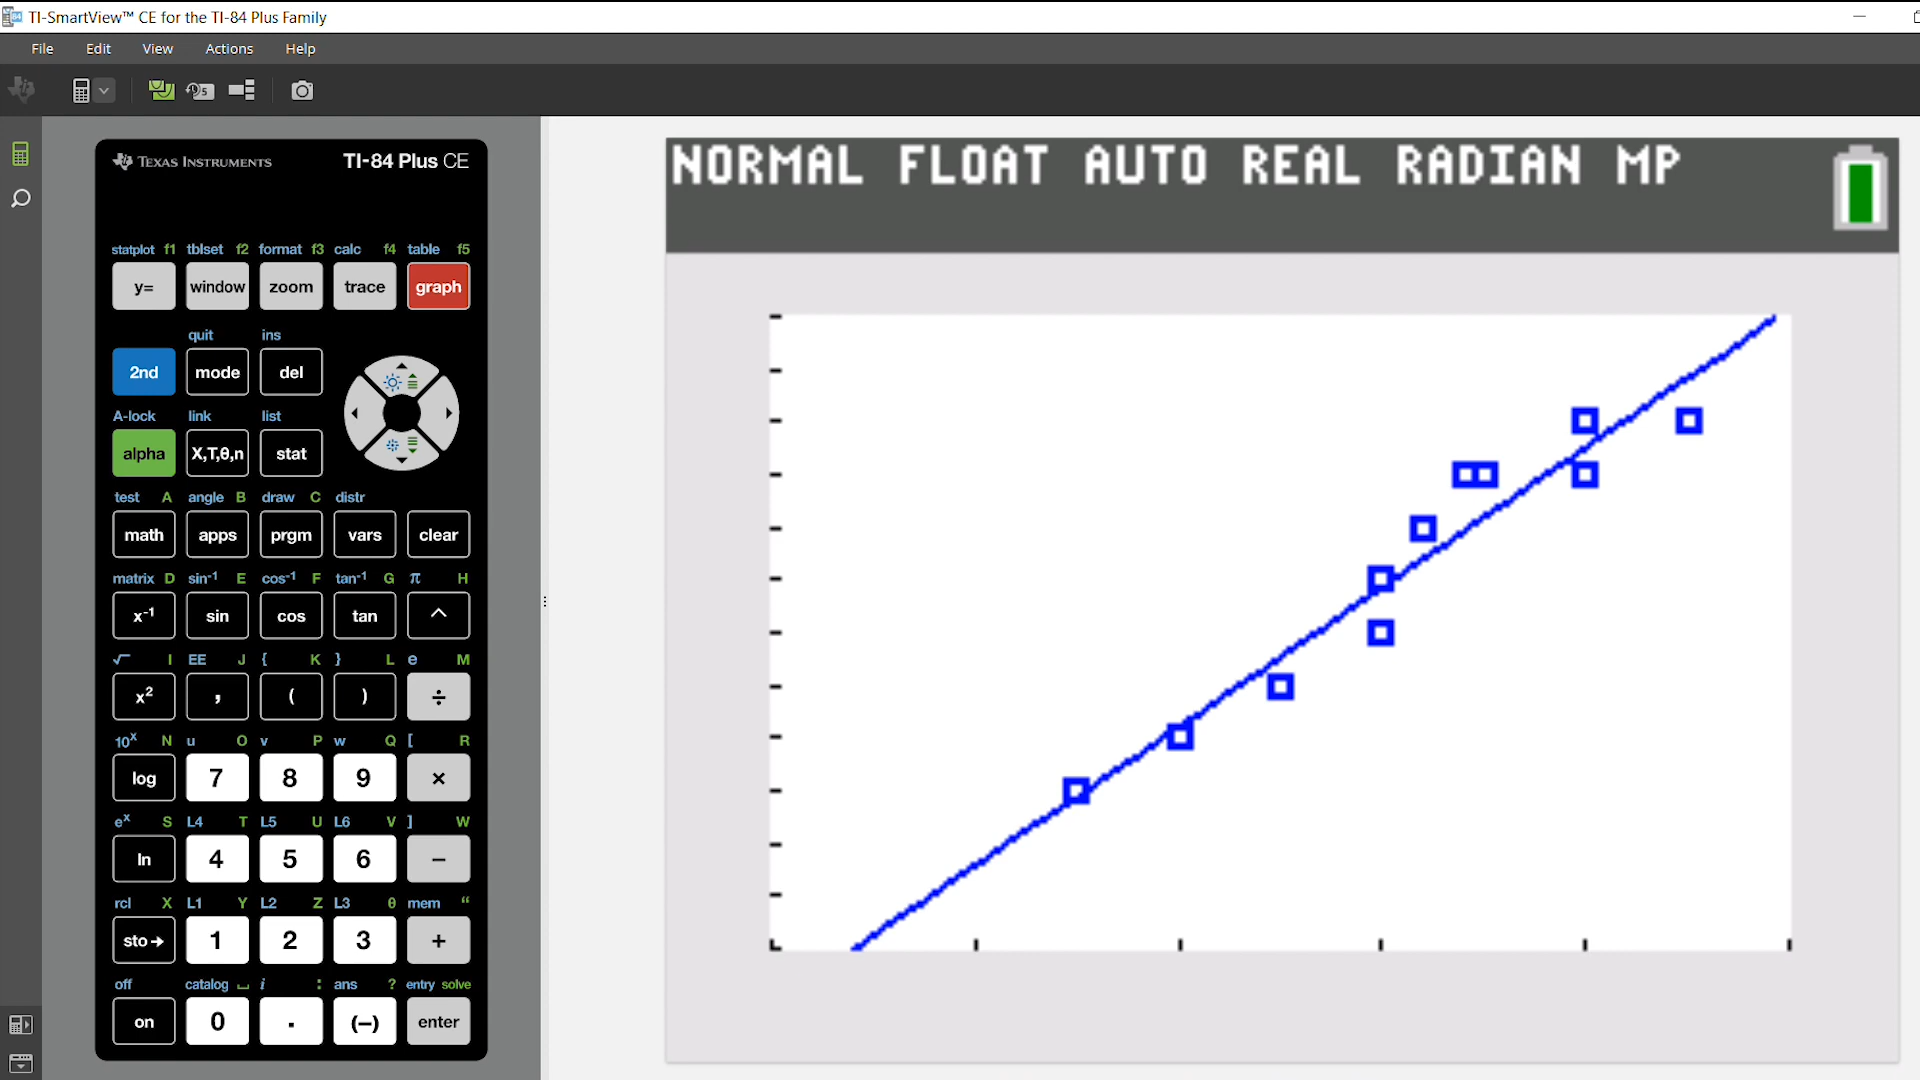 TI-SmartView™ CE for the TI-84 Plus Family
File Edit View Actions Help
TEXAS INSTRUMENTS TI-84 Plus CE
NORMAL FLOAT AUTO REAL RADIAN MP
statplot f1 tblset f2 format f3 calc f4 table f5
y= window zoom trace graph
quit ins
2nd mode del
A-lock link list
alpha X,T,θ,n stat
test A angle B draw C distr
math apps prgm vars clear
matrix D sin⁻¹ E cos⁻¹ F tan⁻¹ G π H
x⁻¹ sin cos tan ^
√ I EE J { K } L e M
x² , ( ) ÷
10ˣ N u O v P w Q [ R
log 7 8 9 ×
eˣ S L4 T L5 U L6 V ] W
ln 4 5 6 −
rcl X L1 Y L2 Z L3 θ mem “
sto→ 1 2 3 +
off catalog ⎵ i : ans ? entry solve
on 0 . (−) enter